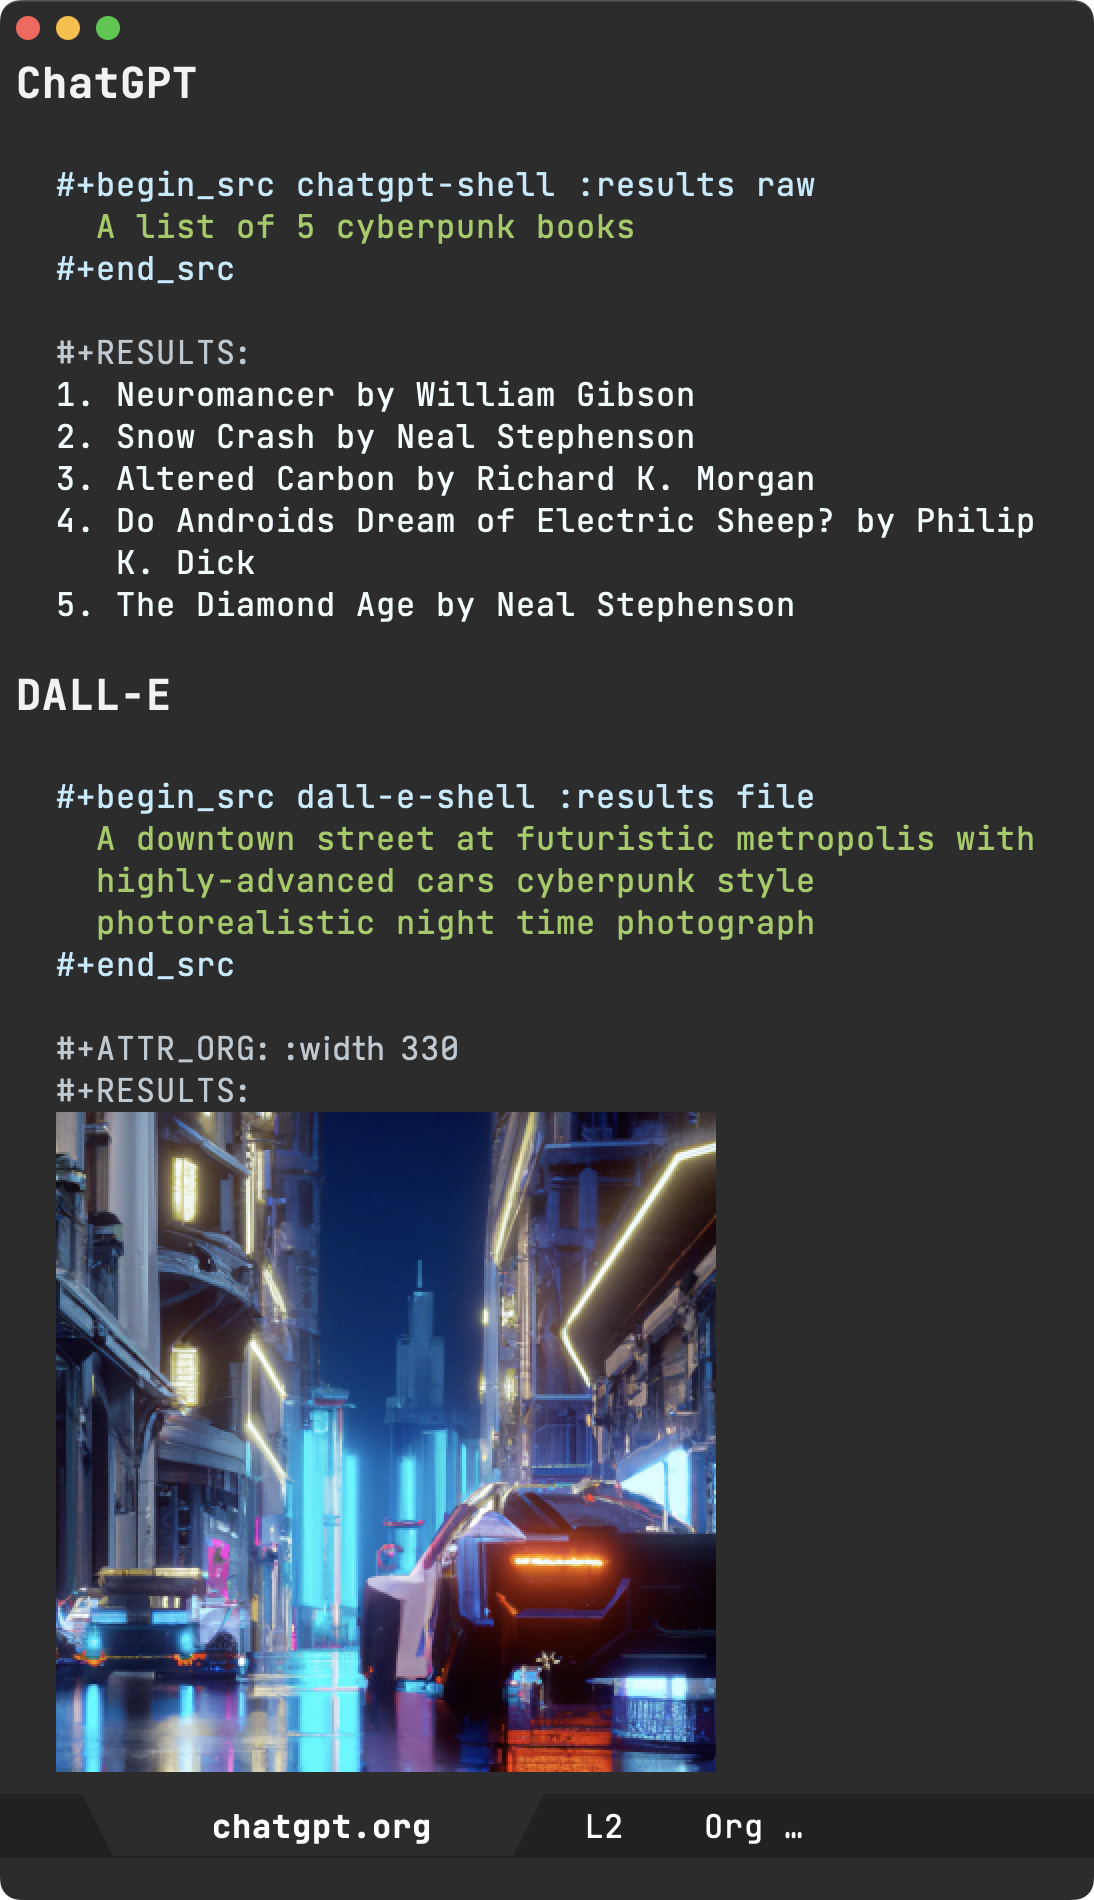 ChatGPT
#+begin_src chatgpt-shell :results raw
A list of 5 cyberpunk books
#+end_src
#+RESULTS:
1. Neuromancer by William Gibson
2. Snow Crash by Neal Stephenson
3. Altered Carbon by Richard K. Morgan
4. Do Androids Dream of Electric Sheep? by Philip
K. Dick
5. The Diamond Age by Neal Stephenson
DALL-E
#+begin_src dall-e-shell :results file
A downtown street at futuristic metropolis with
highly-advanced cars cyberpunk style
photorealistic night time photograph
#+end_src
#+ATTR_ORG: :width 330
#+RESULTS:
chatgpt.org L2 Org …